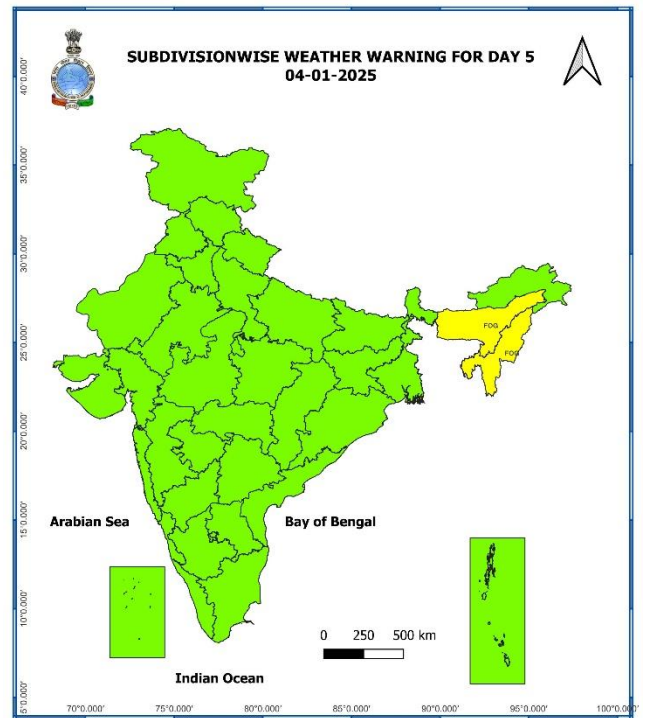 SUBDIVISIONWISE WEATHER WARNING FOR DAY 5
04-01-2025
40°0.000'
35°0.000'
30°0.000'
25°0.000'
20°0.000'
15°0.000'
10°0.000'
5°0.000'
FOG
FOG
Arabian Sea
Bay of Bengal
0 250 500 km
Indian Ocean
70°0.000' 75°0.000' 80°0.000' 85°0.000' 90°0.000' 95°0.000' 100°0.000'